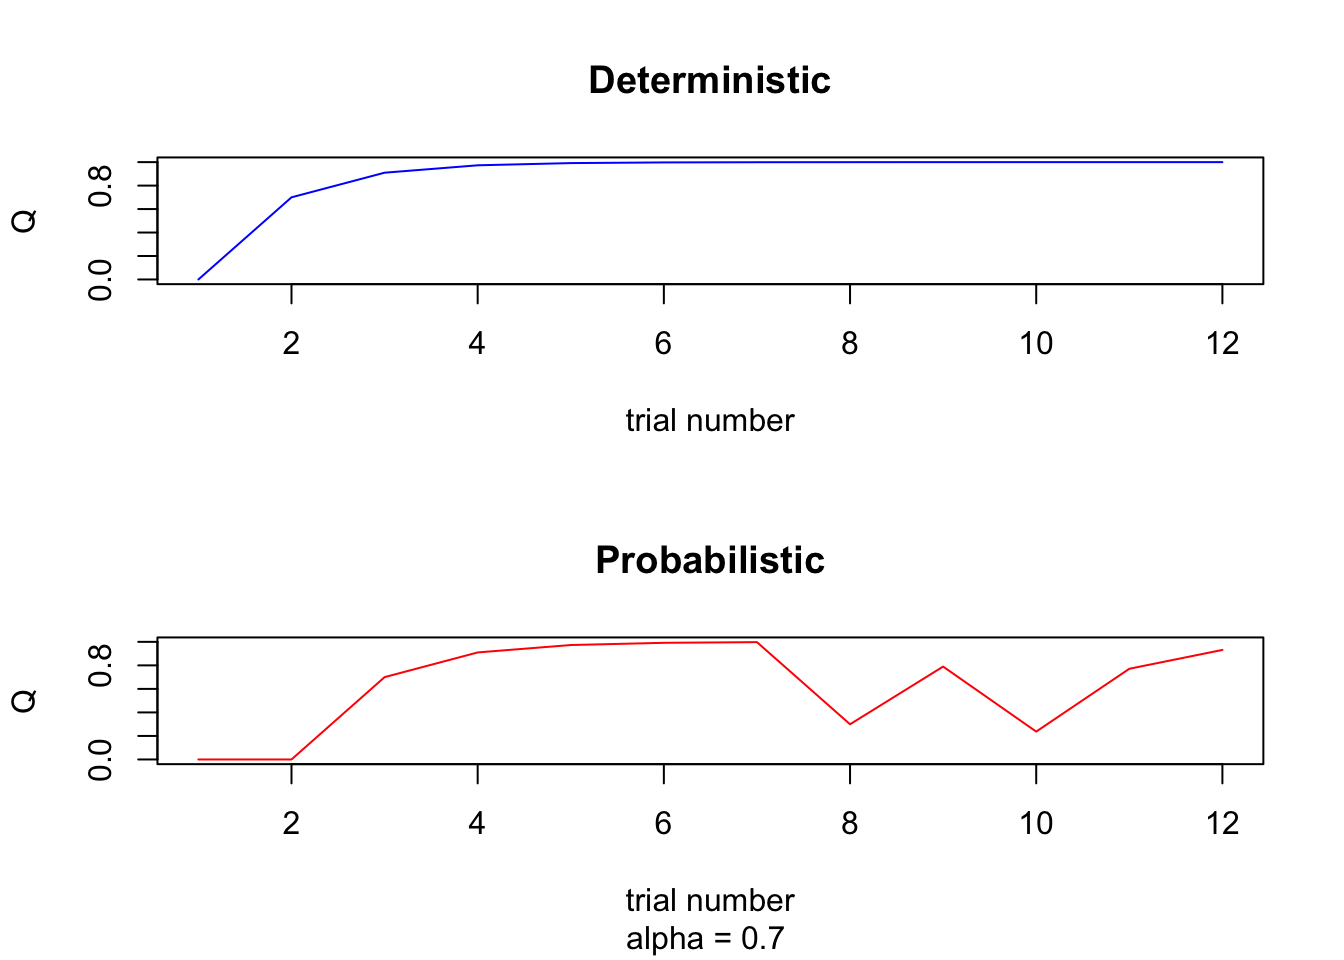 Deterministic
Q
0.8
0.0
2 4 6 8 10 12
trial number
Probabilistic
Q
0.8
0.0
2 4 6 8 10 12
trial number
alpha = 0.7